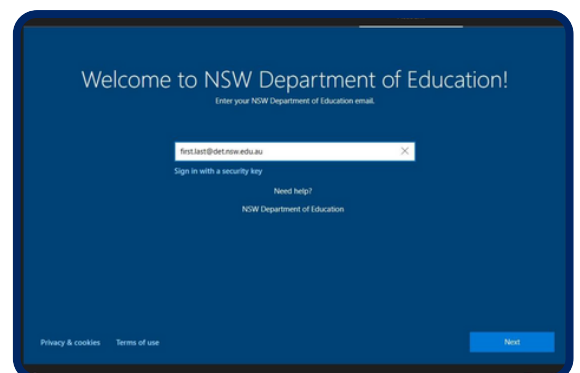 Welcome to NSW Department of Education!
Enter your NSW Department of Education email.
first.last@det.nsw.edu.au
Sign in with a security key
Need help?
NSW Department of Education
Privacy & cookies Terms of use Next